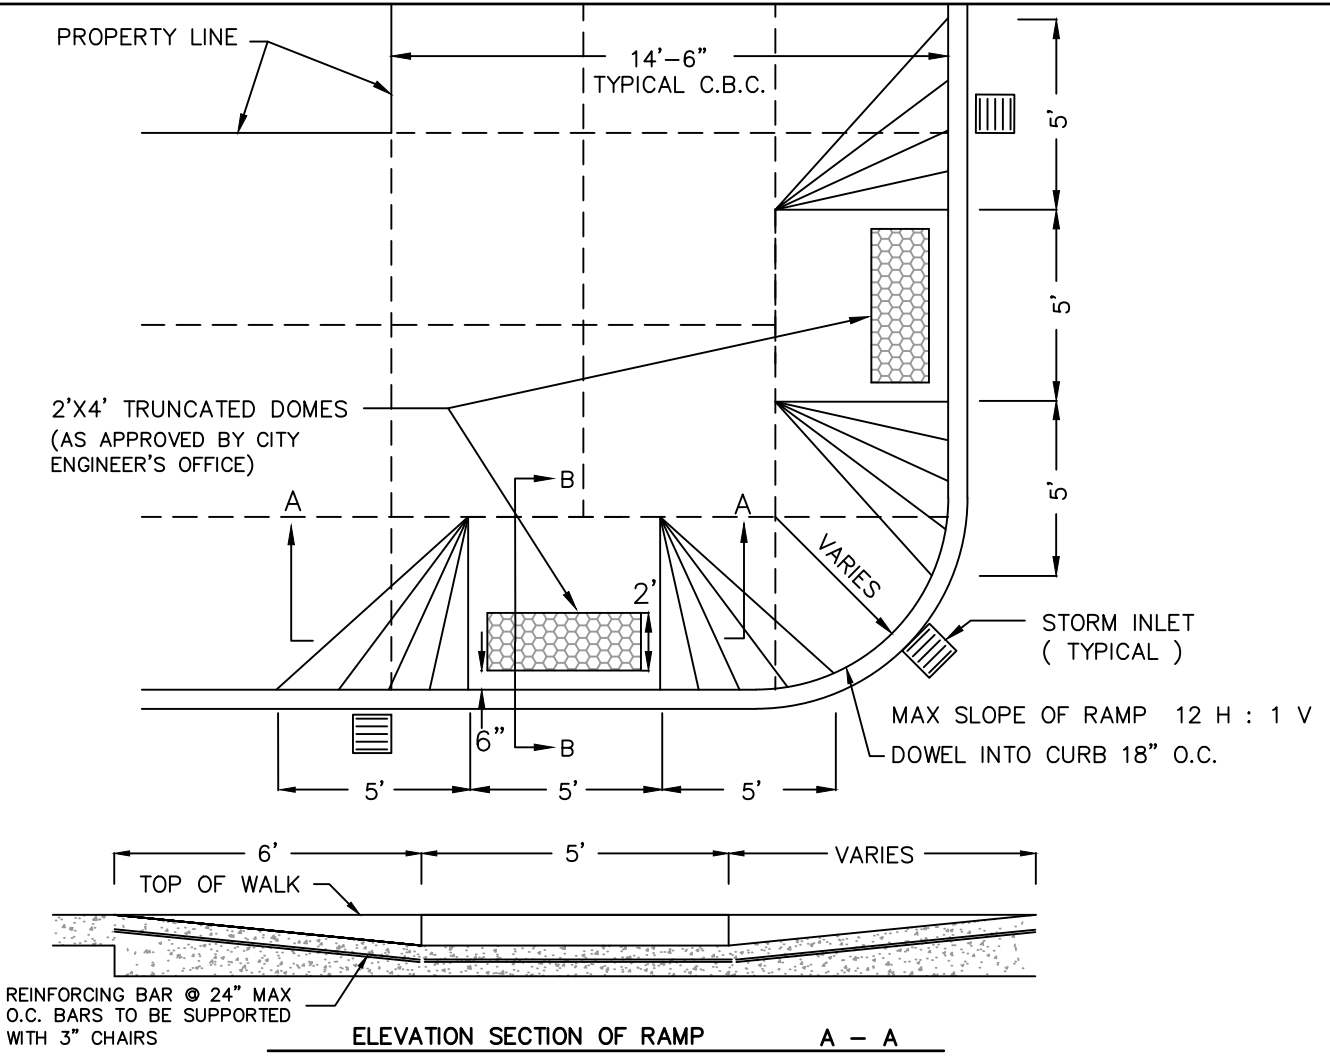 PROPERTY LINE
14'-6"
TYPICAL C.B.C.
5'
5'
2'X4' TRUNCATED DOMES
(AS APPROVED BY CITY
ENGINEER'S OFFICE)
B
A
A
5'
VARIES
2'
STORM INLET
( TYPICAL )
MAX SLOPE OF RAMP 12 H : 1 V
6"
B
DOWEL INTO CURB 18" O.C.
5'
5'
5'
6'
5'
VARIES
TOP OF WALK
REINFORCING BAR @ 24" MAX
O.C. BARS TO BE SUPPORTED
WITH 3" CHAIRS
ELEVATION SECTION OF RAMP A - A